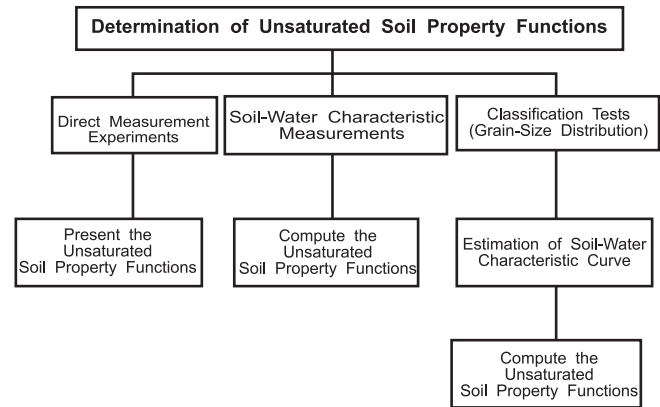 Determination of Unsaturated Soil Property Functions
Direct Measurement
Experiments
Soil-Water Characteristic
Measurements
Classification Tests
(Grain-Size Distribution)
Present the
Unsaturated
Soil Property Functions
Compute the
Unsaturated
Soil Property Functions
Estimation of Soil-Water
Characteristic Curve
Compute the
Unsaturated
Soil Property Functions